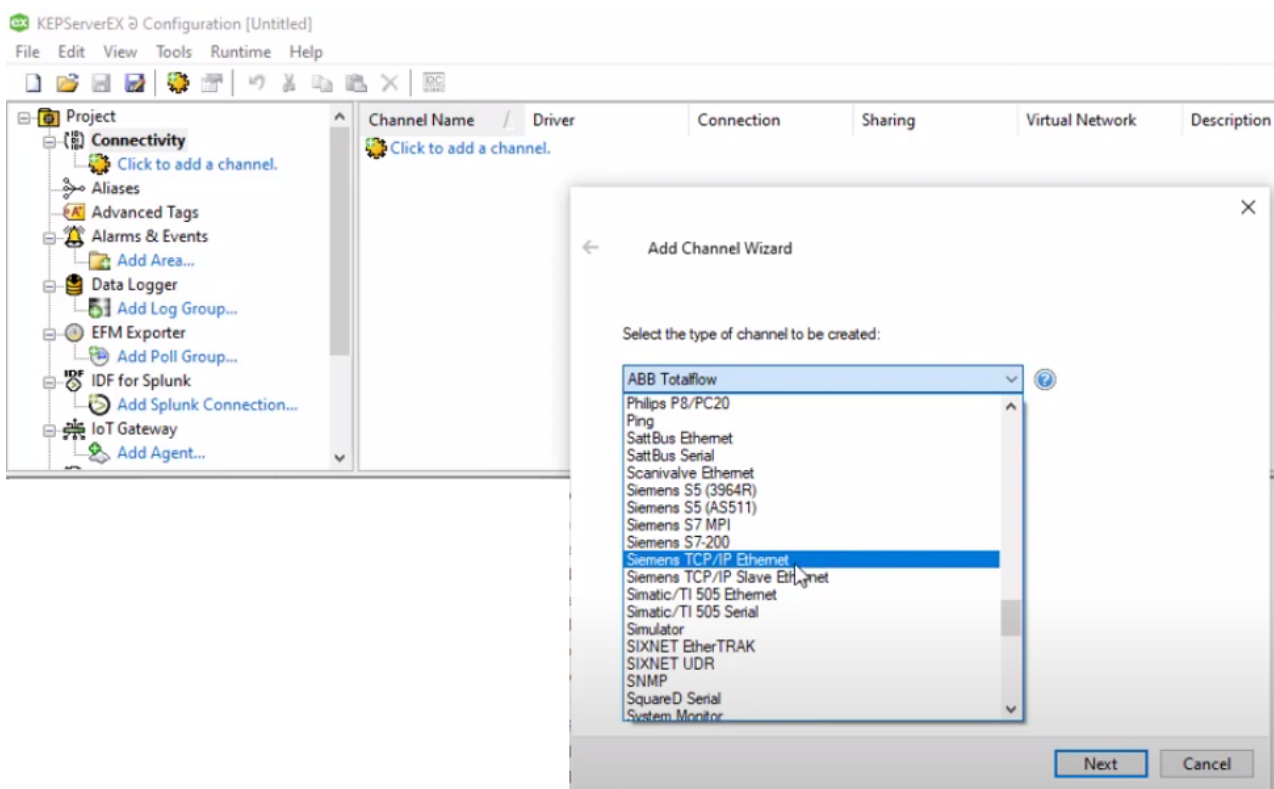 KEPServerEX 6 Configuration [Untitled]
File Edit View Tools Runtime Help
Project
Connectivity
Click to add a channel.
Aliases
Advanced Tags
Alarms & Events
Add Area...
Data Logger
Add Log Group...
EFM Exporter
Add Poll Group...
IDF for Splunk
Add Splunk Connection...
IoT Gateway
Add Agent...
Channel Name Driver Connection Sharing Virtual Network Description
Click to add a channel.
Add Channel Wizard
Select the type of channel to be created:
ABB Totalflow
Philips P8/PC20
Ping
SattBus Ethernet
SattBus Serial
Scanivalve Ethernet
Siemens S5 (3964R)
Siemens S5 (AS511)
Siemens S7 MPI
Siemens S7-200
Siemens TCP/IP Ethernet
Siemens TCP/IP Slave Ethernet
Simatic/TI 505 Ethernet
Simatic/TI 505 Serial
Simulator
SIXNET EtherTRAK
SIXNET UDR
SNMP
SquareD Serial
System Monitor
Next Cancel